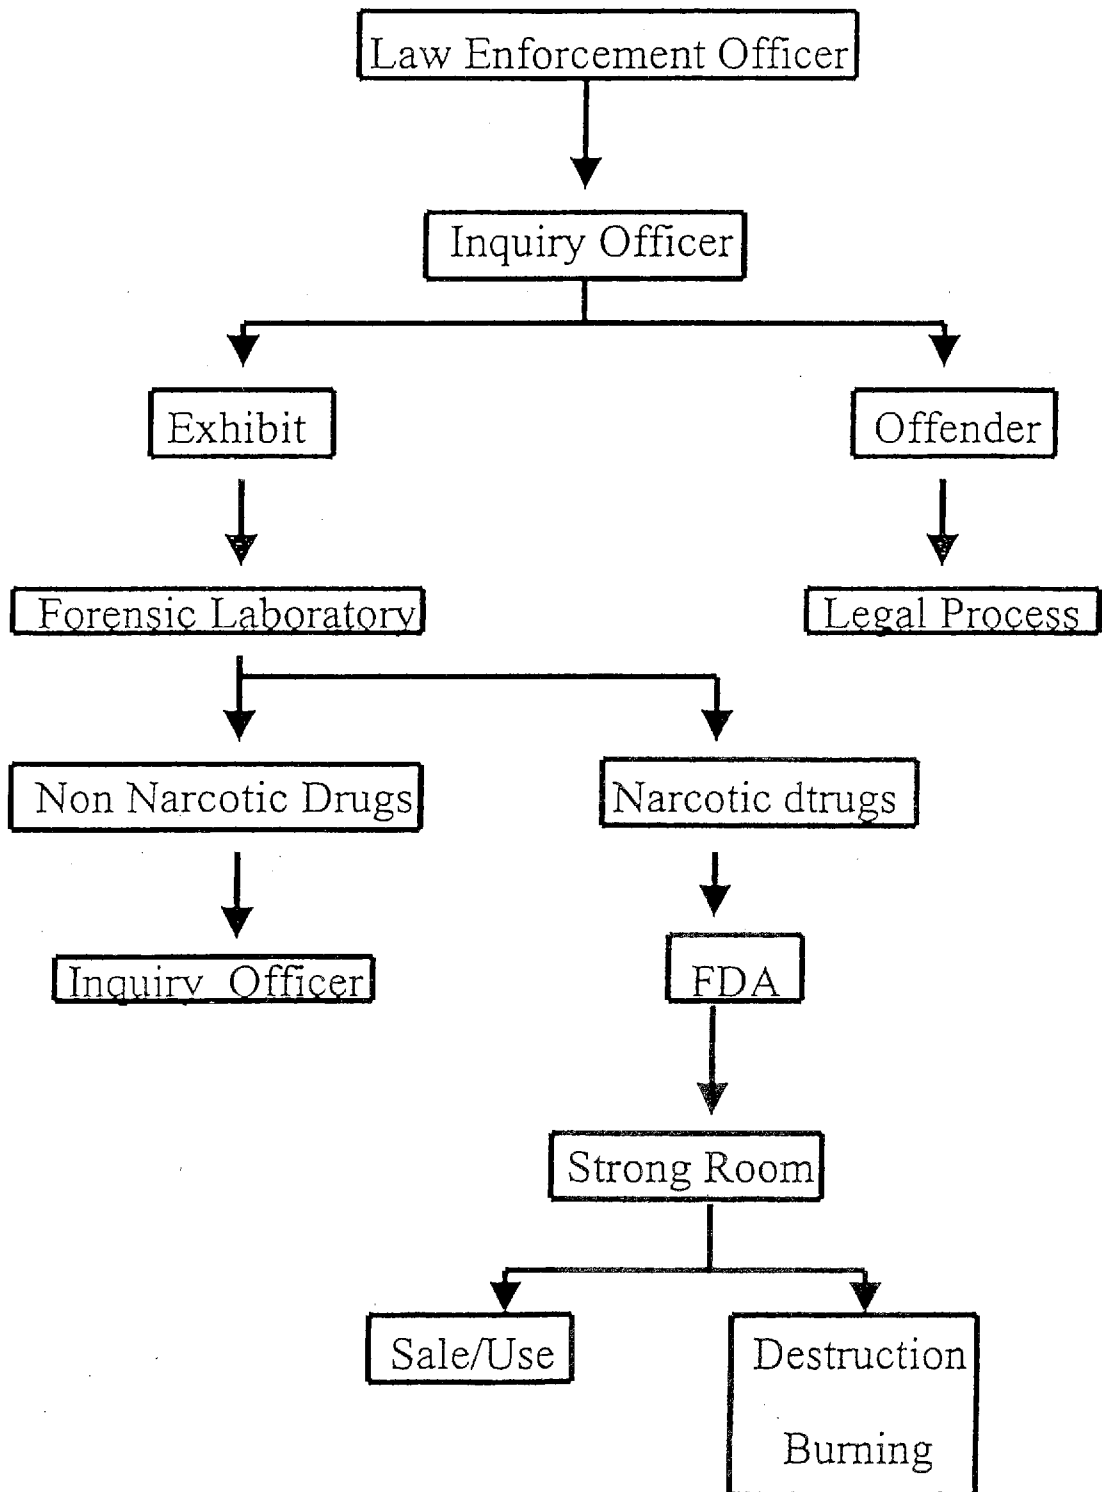 Law Enforcement Officer
Inquiry Officer
Exhibit
Offender
Forensic Laboratory
Legal Process
Non Narcotic Drugs
Narcotic dtrugs
Inquiry Officer
FDA
Strong Room
Sale/Use
Destruction
Burning